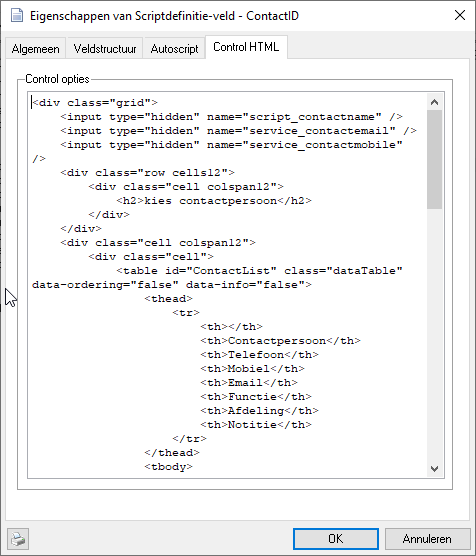 Eigenschappen van Scriptdefinitie-veld - ContactID
Algemeen Veldstructuur Autoscript Control HTML
Control opties
<div class="grid">
<input type="hidden" name="script_contactname" />
<input type="hidden" name="service_contactemail" />
<input type="hidden" name="service_contactmobile"
/>
<div class="row cells12">
<div class="cell colspan12">
<h2>kies contactpersoon</h2>
</div>
</div>
<div class="cell colspan12">
<div class="cell">
<table id="ContactList" class="dataTable"
data-ordering="false" data-info="false">
<thead>
<tr>
<th></th>
<th>Contactpersoon</th>
<th>Telefoon</th>
<th>Mobiel</th>
<th>Email</th>
<th>Functie</th>
<th>Afdeling</th>
<th>Notitie</th>
</tr>
</thead>
<tbody>
OK Annuleren